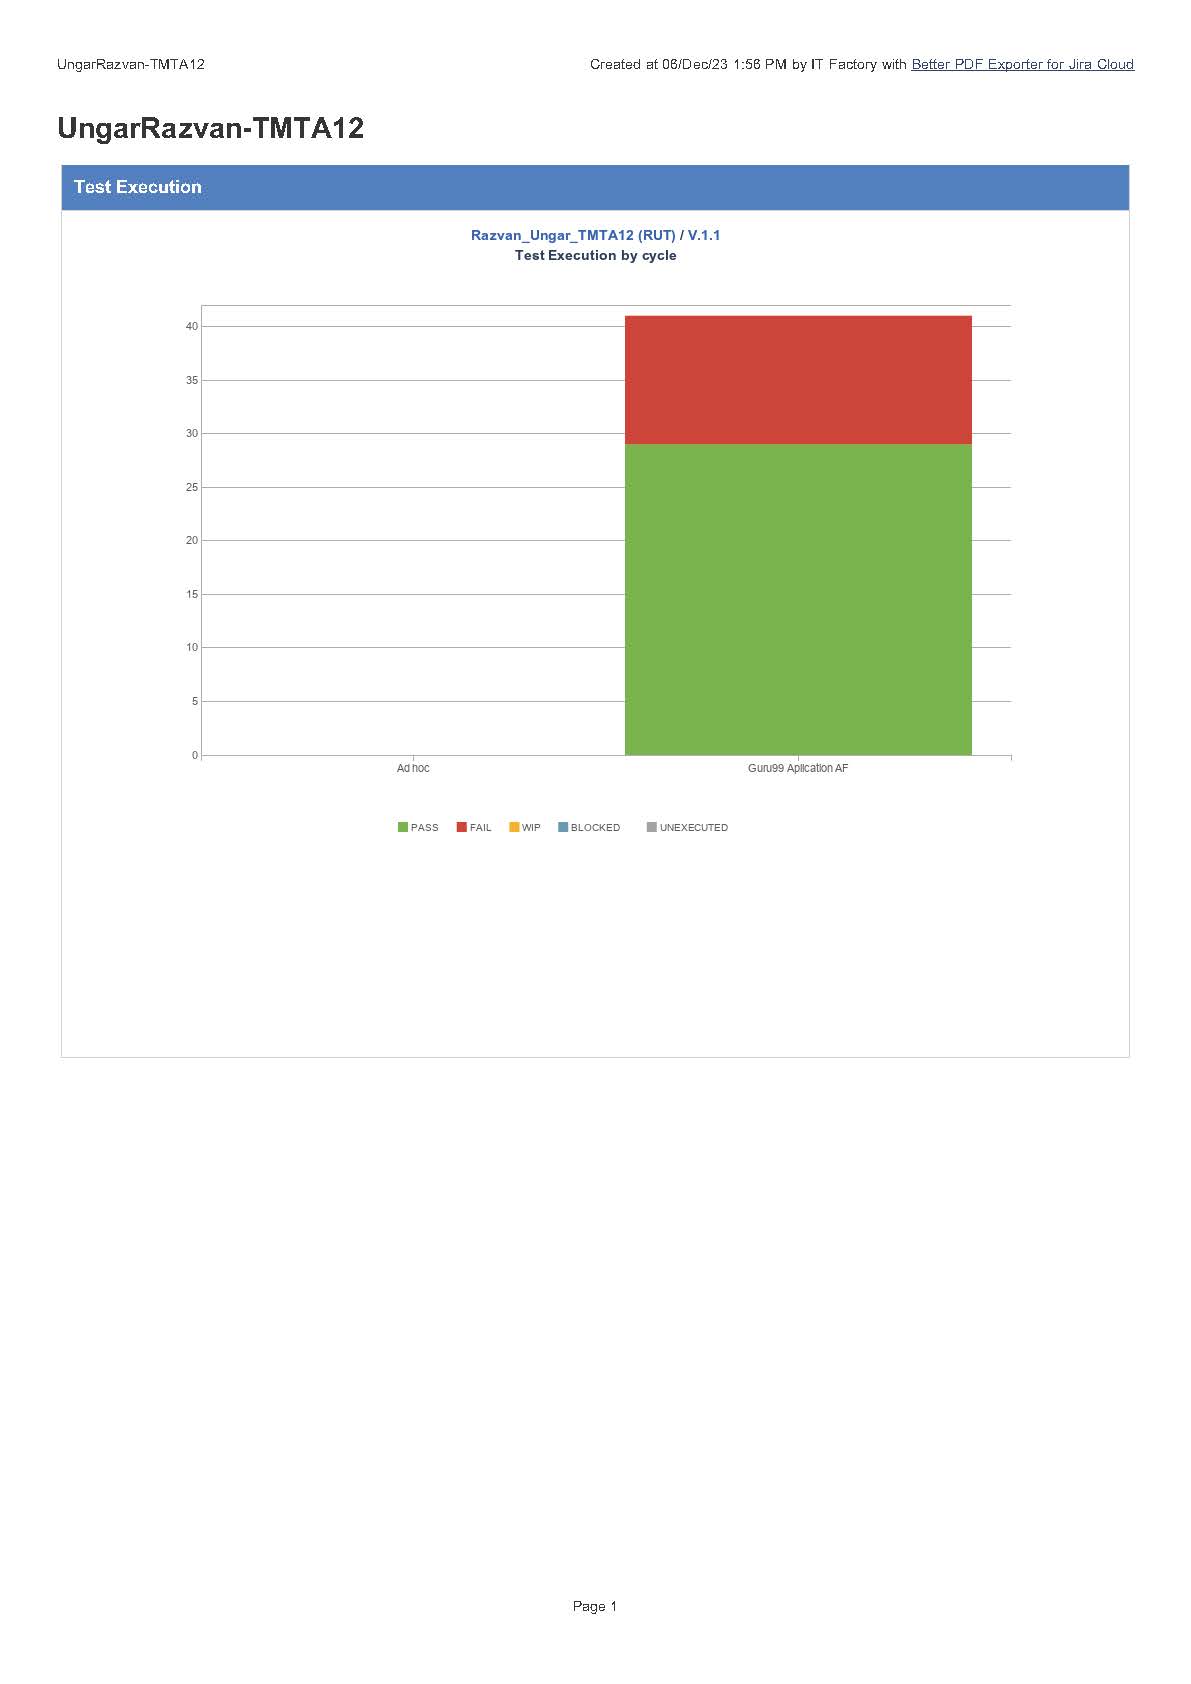 UngarRazvan-TMTA12
Created at 06/Dec/23 1:56 PM by IT Factory with Better PDF Exporter for Jira Cloud
UngarRazvan-TMTA12
Test Execution
Razvan_Ungar_TMTA12 (RUT) / V.1.1
Test Execution by cycle
40
35
30
25
20
15
10
5
0
Ad hoc
Guru99 Aplication AF
PASS FAIL WIP BLOCKED UNEXECUTED
Page 1